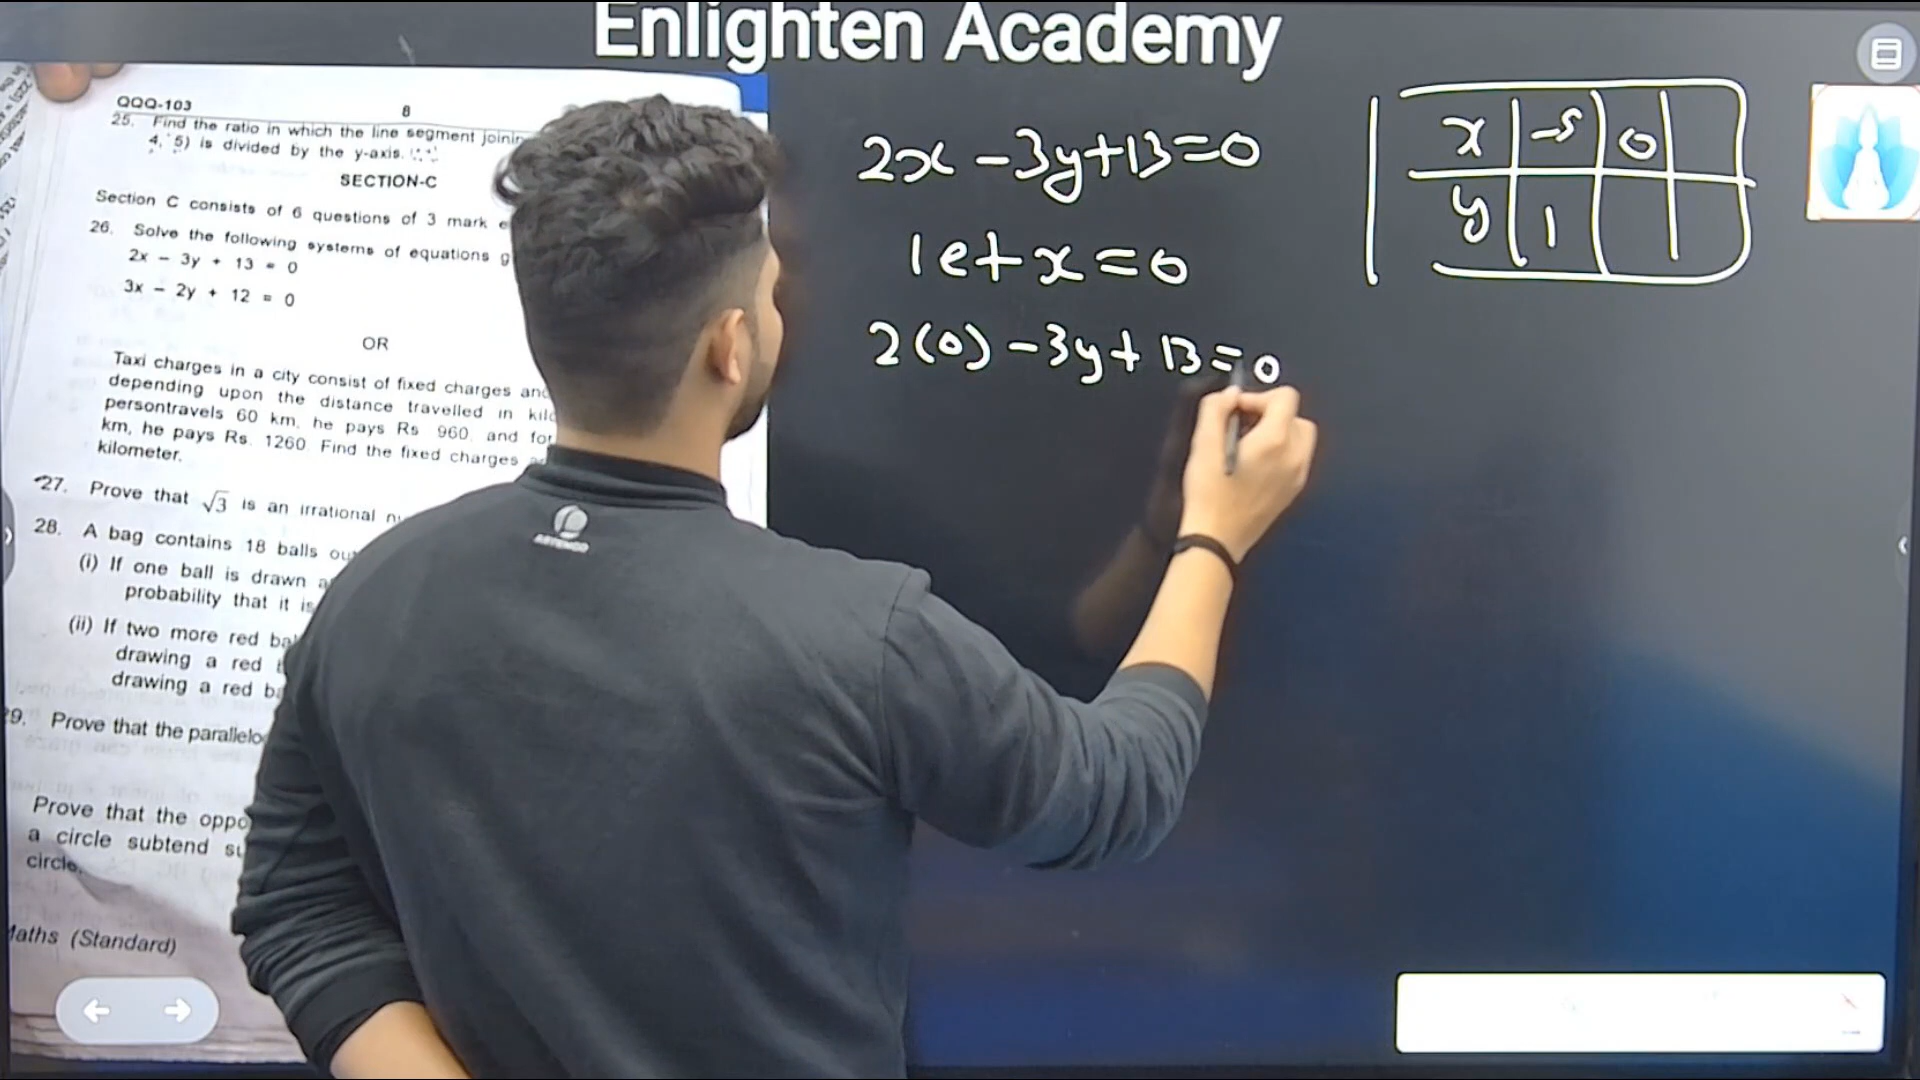 Enlighten Academy
QQQ-103
8
25. Find the ratio in which the line segment joinin
4, 5) is divided by the y-axis.
SECTION-C
Section C consists of 6 questions of 3 mark e
26. Solve the following systems of equations g
2x - 3y + 13 = 0
3x - 2y + 12 = 0
OR
Taxi charges in a city consist of fixed charges and
depending upon the distance travelled in kilo
persontravels 60 km, he pays Rs 960, and for
km, he pays Rs. 1260. Find the fixed charges
kilometer.
27. Prove that √3 is an irrational nu
28. A bag contains 18 balls out
(i) If one ball is drawn a
probability that it is
(ii) If two more red bal
drawing a red b
drawing a red ba
29. Prove that the parallelo
Prove that the oppo
a circle subtend su
circle.
Maths (Standard)
ARTENGO
2x - 3y + 13 = 0
let x = 0
2(0) - 3y + 13 = 0
x -5 0
y 1